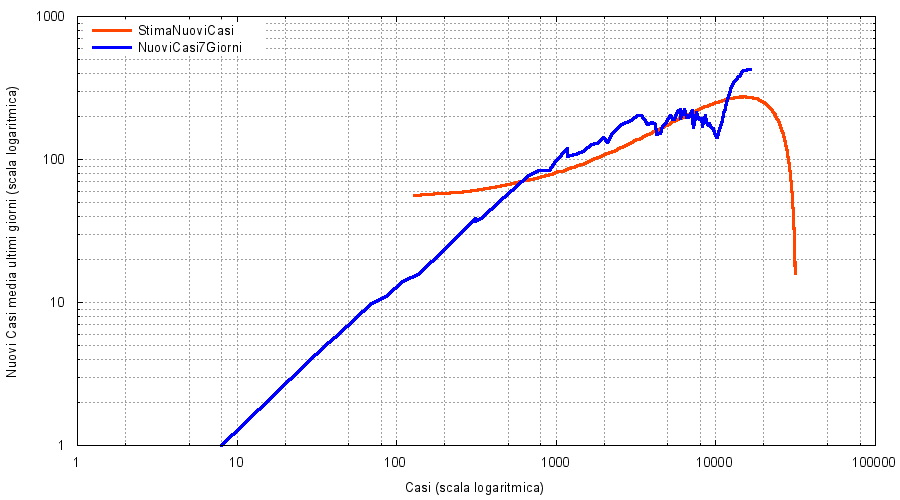 1000
StimaNuoviCasi
NuoviCasi7Giorni
100
10
1
Nuovi Casi media ultimi giorni (scala logaritmica)
1 10 100 1000 10000 100000
Casi (scala logaritmica)